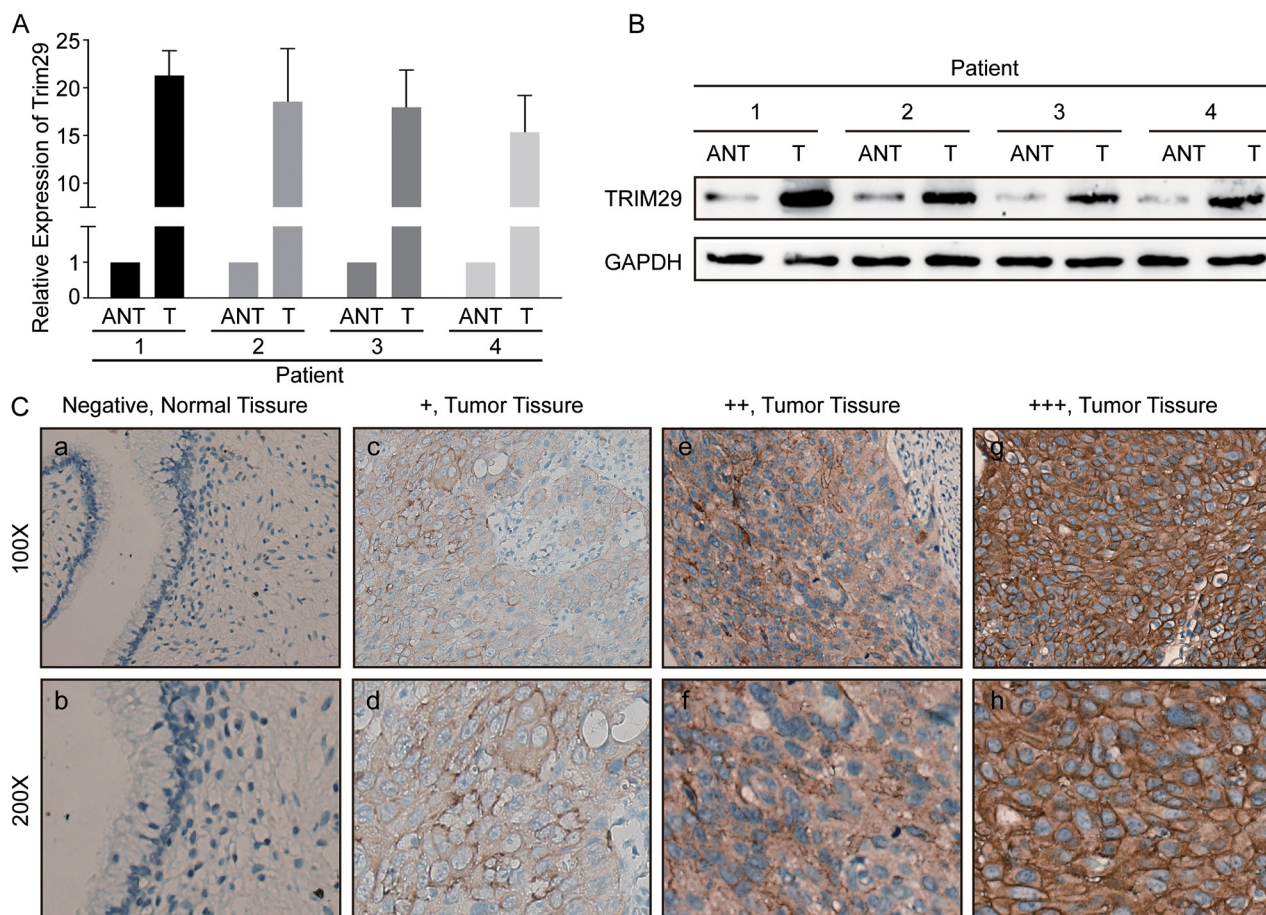 A
Relative Expression of Trim29
25
20
15
10
1
0
ANT T ANT T ANT T ANT T
1 2 3 4
Patient
B
Patient
1 2 3 4
ANT T ANT T ANT T ANT T
TRIM29
GAPDH
C
Negative, Normal Tissue +, Tumor Tissue ++, Tumor Tissue +++, Tumor Tissue
100X
a c e g
200X
b d f h